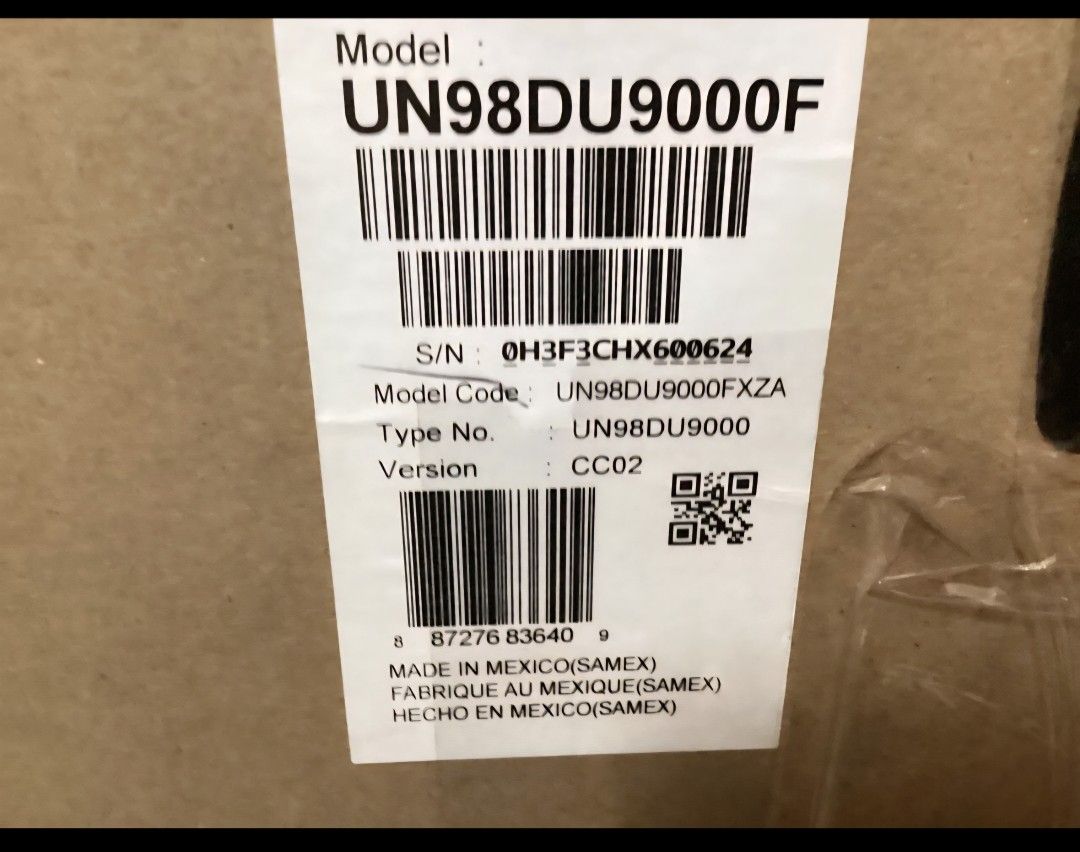 Model :
UN98DU9000F
S/N : 0H3F3CHX600624
Model Code : UN98DU9000FXZA
Type No. : UN98DU9000
Version : CC02
8 87276 83640 9
MADE IN MEXICO(SAMEX)
FABRIQUE AU MEXIQUE(SAMEX)
HECHO EN MEXICO(SAMEX)